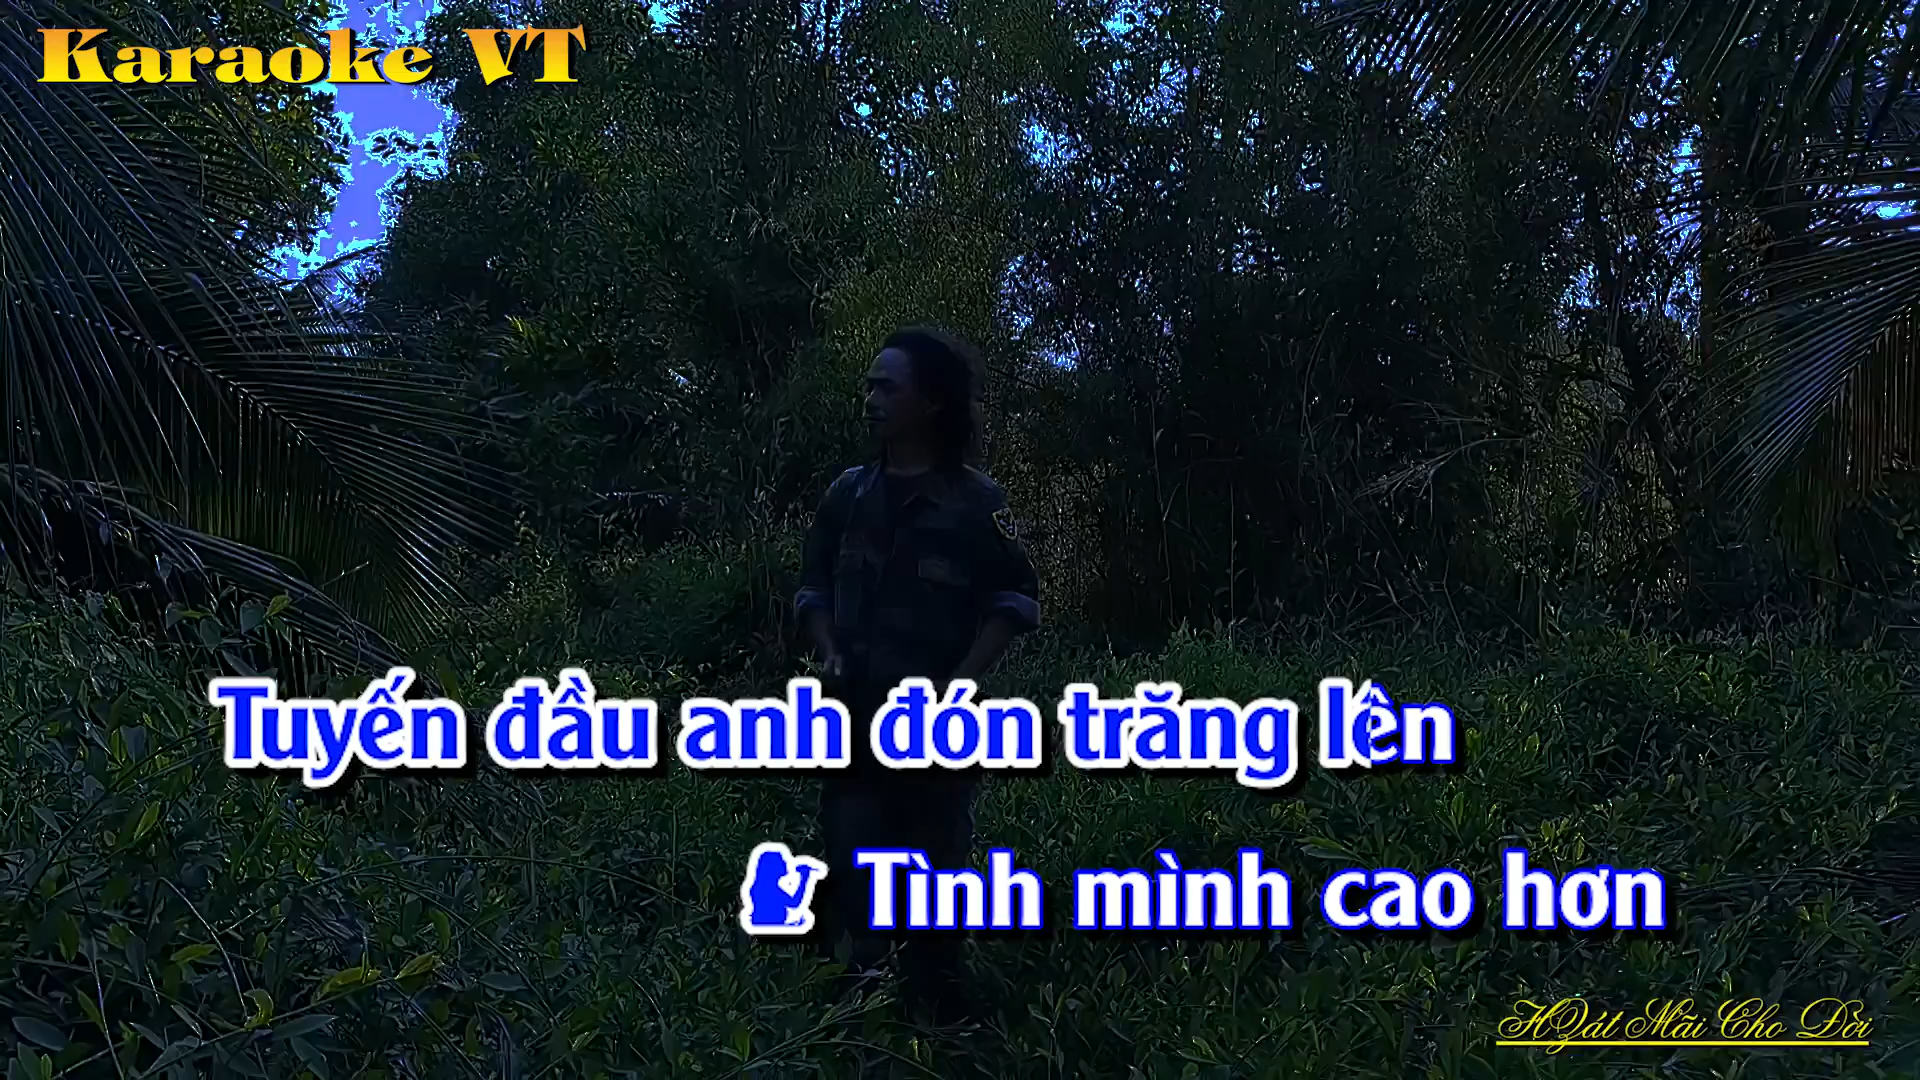 Karaoke VT
Tuyến đầu anh đón trăng lên
Tình mình cao hơn
Hát Mãi Cho Đời